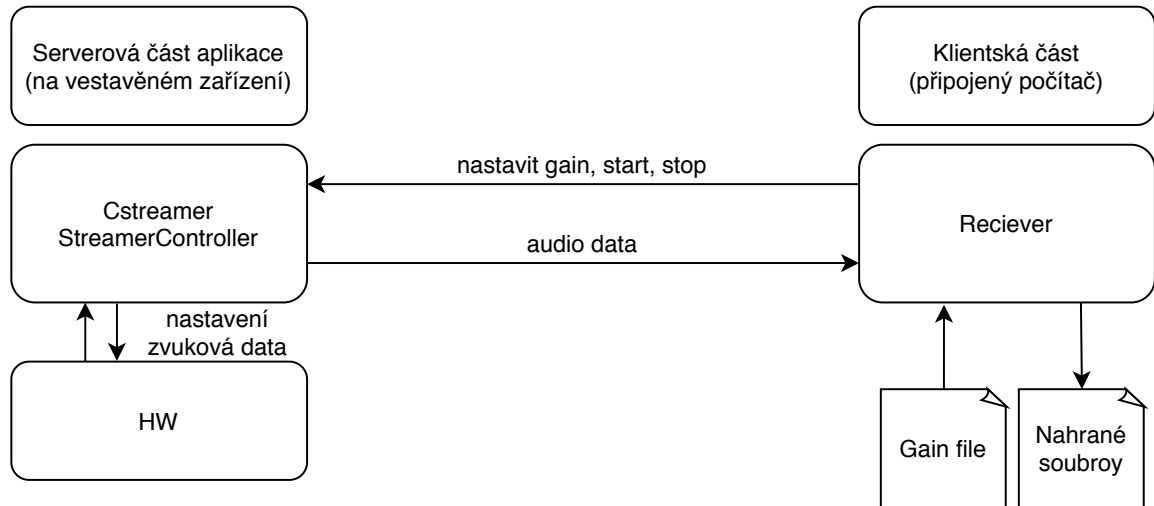 Serverová část aplikace
(na vestavěném zařízení)
Klientská část
(připojený počítač)
Cstreamer
StreamerController
nastavit gain, start, stop
audio data
Reciever
nastavení
zvuková data
HW
Gain file
Nahrané
soubroy